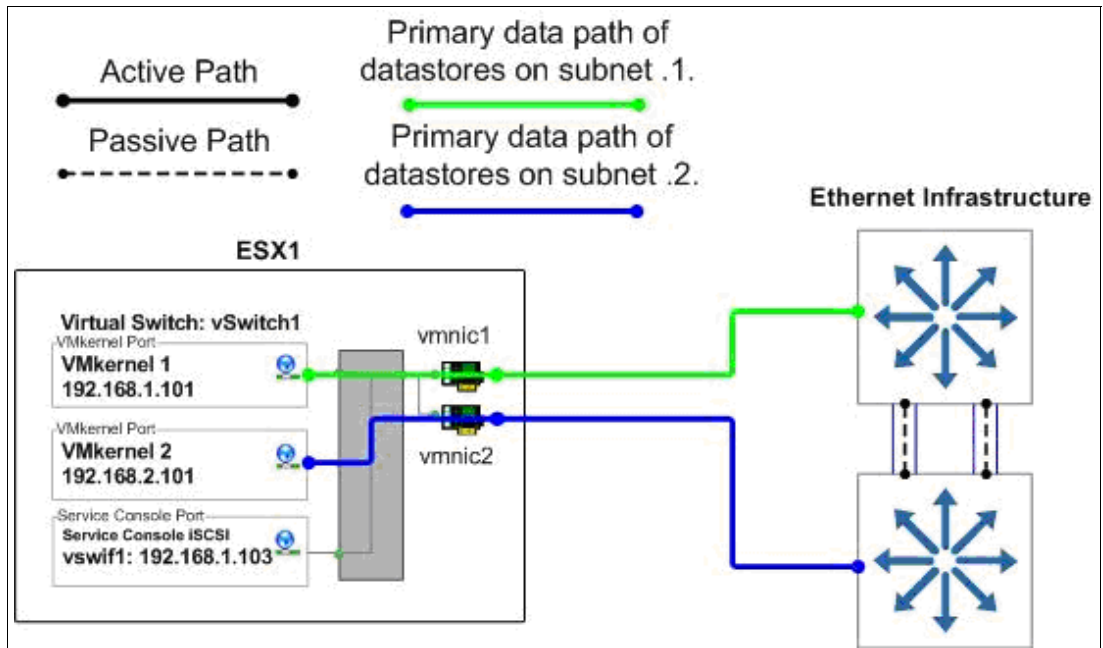 Active Path
Passive Path
Primary data path of
datastores on subnet .1.
Primary data path of
datastores on subnet .2.
Ethernet Infrastructure
ESX1
Virtual Switch: vSwitch1
VMkernel Port
VMkernel 1
192.168.1.101
VMkernel Port
VMkernel 2
192.168.2.101
Service Console Port
Service Console iSCSI
vswif1: 192.168.1.103
vmnic1
vmnic2